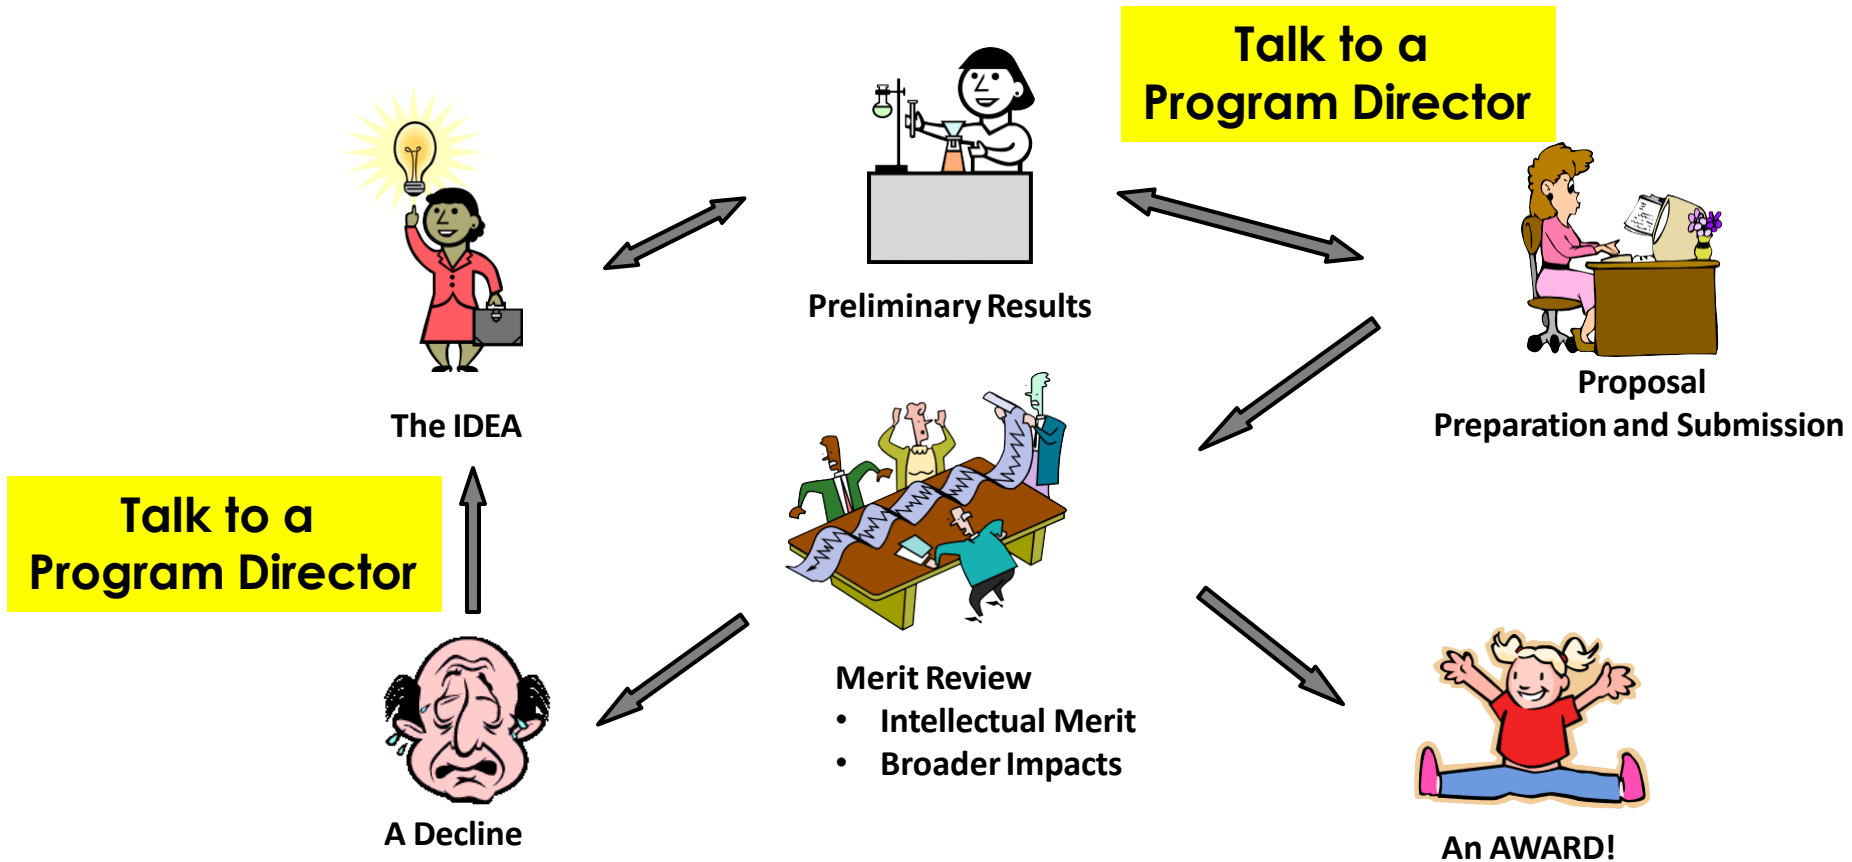 Talk to a
Program Director
Preliminary Results
The IDEA
Proposal
Preparation and Submission
Talk to a
Program Director
Merit Review
• Intellectual Merit
• Broader Impacts
A Decline
An AWARD!